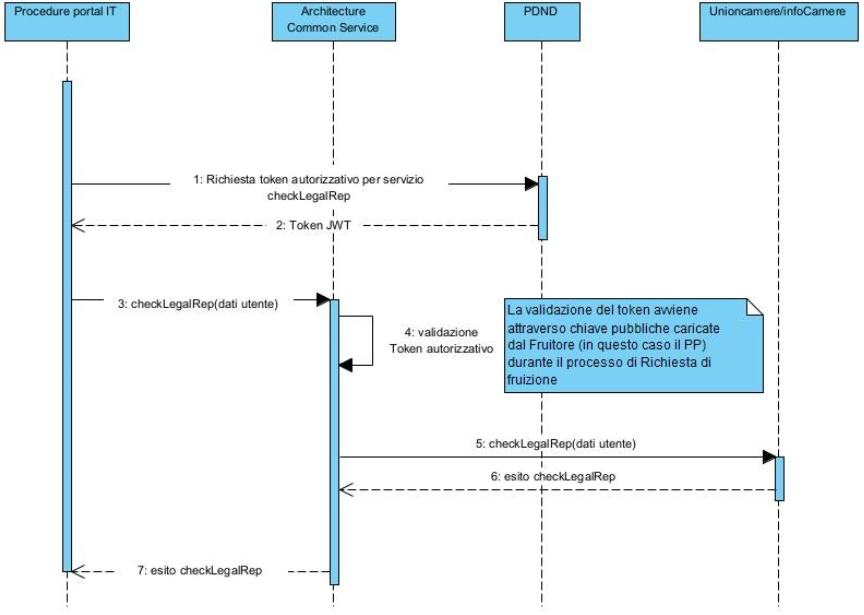 Procedure portal IT
Architecture
Common Service
PDND
Unioncamere/infoCamere
1: Richiesta token autorizzativo per servizio
checkLegalRep
2: Token JWT
3: checkLegalRep(dati utente)
4: validazione
Token autorizzativo
La validazione del token avviene
attraverso chiave pubbliche caricate
dal Fruitore (in questo caso il PP)
durante il processo di Richiesta di
fruizione
5: checkLegalRep(dati utente)
6: esito checkLegalRep
7: esito checkLegalRep